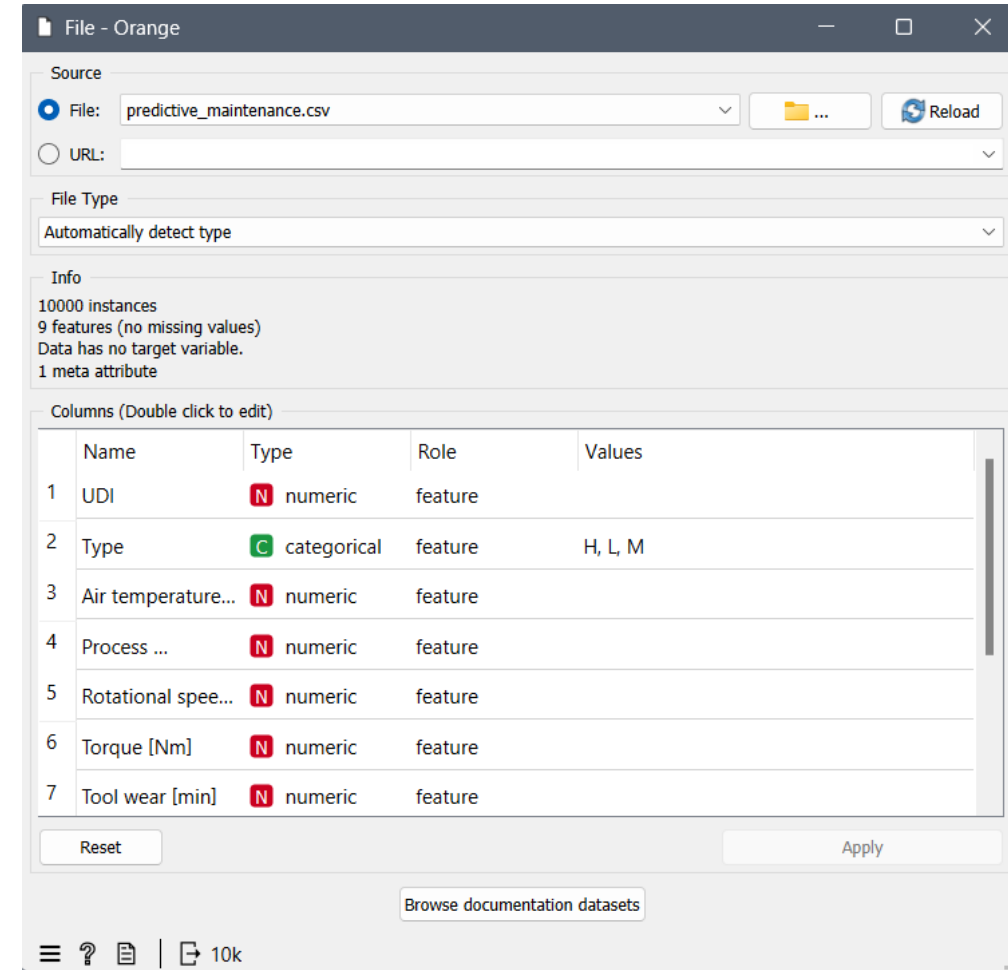 File - Orange
Source
File: predictive_maintenance.csv ... Reload
URL:
File Type
Automatically detect type
Info
10000 instances
9 features (no missing values)
Data has no target variable.
1 meta attribute
Columns (Double click to edit)
Name Type Role Values
1 UDI N numeric feature
2 Type C categorical feature H, L, M
3 Air temperature... N numeric feature
4 Process ... N numeric feature
5 Rotational spee... N numeric feature
6 Torque [Nm] N numeric feature
7 Tool wear [min] N numeric feature
Reset Apply
Browse documentation datasets
? 10k